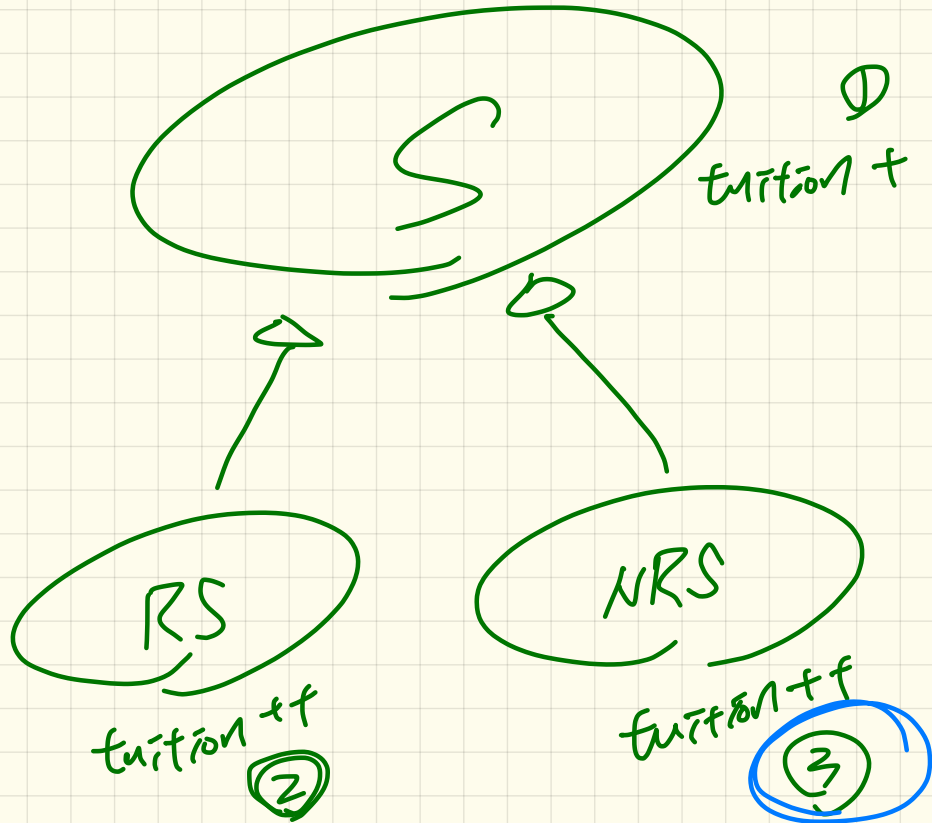 S
①
tuition +
RS
NRS
tuition ++
②
tuition ++
③